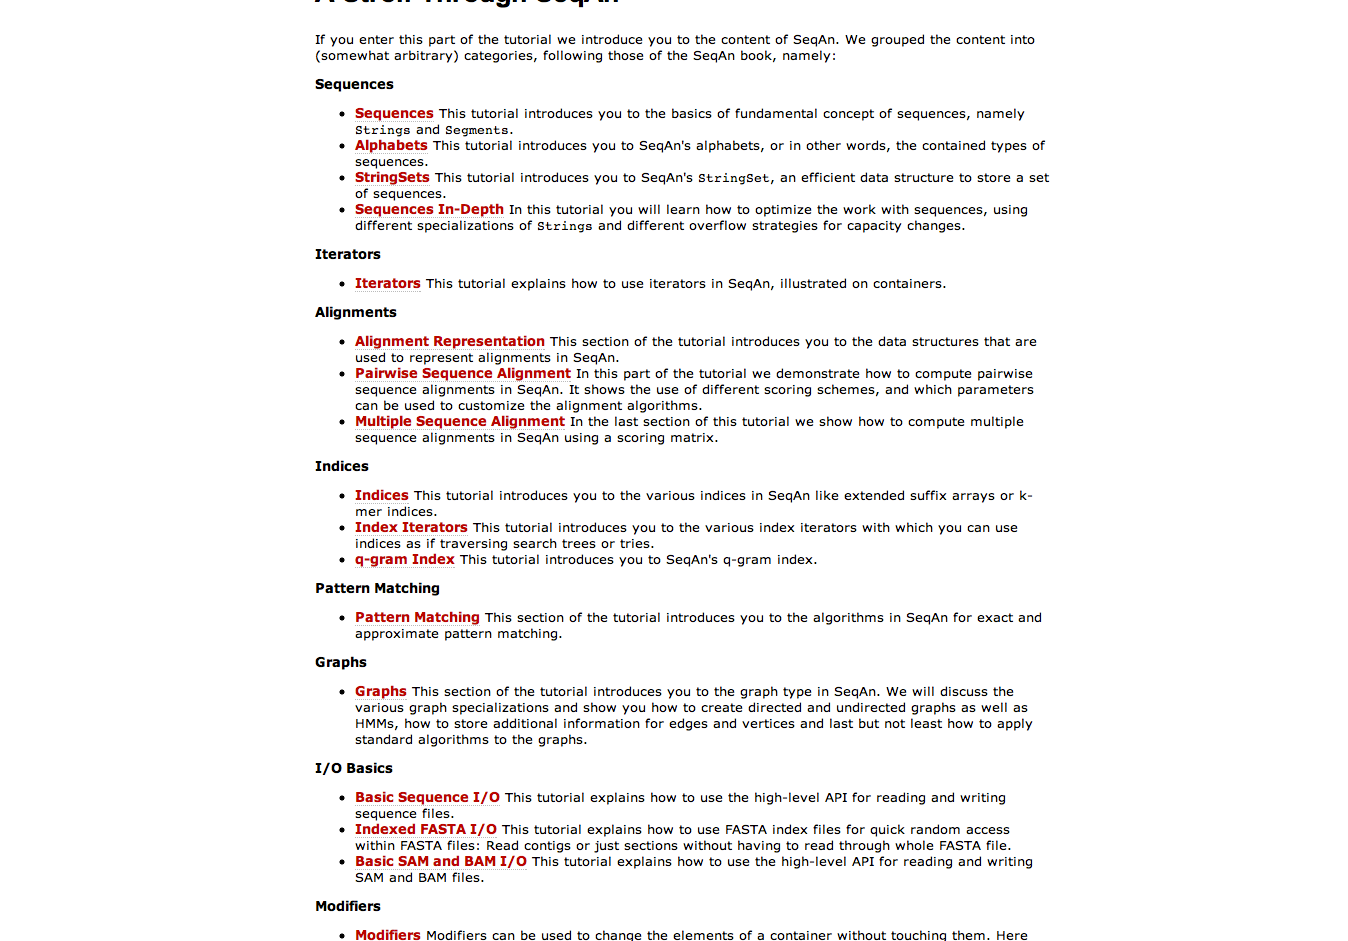 A Stroll Through SeqAn
If you enter this part of the tutorial we introduce you to the content of SeqAn. We grouped the content into
(somewhat arbitrary) categories, following those of the SeqAn book, namely:
Sequences
• Sequences This tutorial introduces you to the basics of fundamental concept of sequences, namely
Strings and Segments.
• Alphabets This tutorial introduces you to SeqAn's alphabets, or in other words, the contained types of
sequences.
• StringSets This tutorial introduces you to SeqAn's StringSet, an efficient data structure to store a set
of sequences.
• Sequences In-Depth In this tutorial you will learn how to optimize the work with sequences, using
different specializations of Strings and different overflow strategies for capacity changes.
Iterators
• Iterators This tutorial explains how to use iterators in SeqAn, illustrated on containers.
Alignments
• Alignment Representation This section of the tutorial introduces you to the data structures that are
used to represent alignments in SeqAn.
• Pairwise Sequence Alignment In this part of the tutorial we demonstrate how to compute pairwise
sequence alignments in SeqAn. It shows the use of different scoring schemes, and which parameters
can be used to customize the alignment algorithms.
• Multiple Sequence Alignment In the last section of this tutorial we show how to compute multiple
sequence alignments in SeqAn using a scoring matrix.
Indices
• Indices This tutorial introduces you to the various indices in SeqAn like extended suffix arrays or k-
mer indices.
• Index Iterators This tutorial introduces you to the various index iterators with which you can use
indices as if traversing search trees or tries.
• q-gram Index This tutorial introduces you to SeqAn's q-gram index.
Pattern Matching
• Pattern Matching This section of the tutorial introduces you to the algorithms in SeqAn for exact and
approximate pattern matching.
Graphs
• Graphs This section of the tutorial introduces you to the graph type in SeqAn. We will discuss the
various graph specializations and show you how to create directed and undirected graphs as well as
HMMs, how to store additional information for edges and vertices and last but not least how to apply
standard algorithms to the graphs.
I/O Basics
• Basic Sequence I/O This tutorial explains how to use the high-level API for reading and writing
sequence files.
• Indexed FASTA I/O This tutorial explains how to use FASTA index files for quick random access
within FASTA files: Read contigs or just sections without having to read through whole FASTA file.
• Basic SAM and BAM I/O This tutorial explains how to use the high-level API for reading and writing
SAM and BAM files.
Modifiers
• Modifiers Modifiers can be used to change the elements of a container without touching them. Here